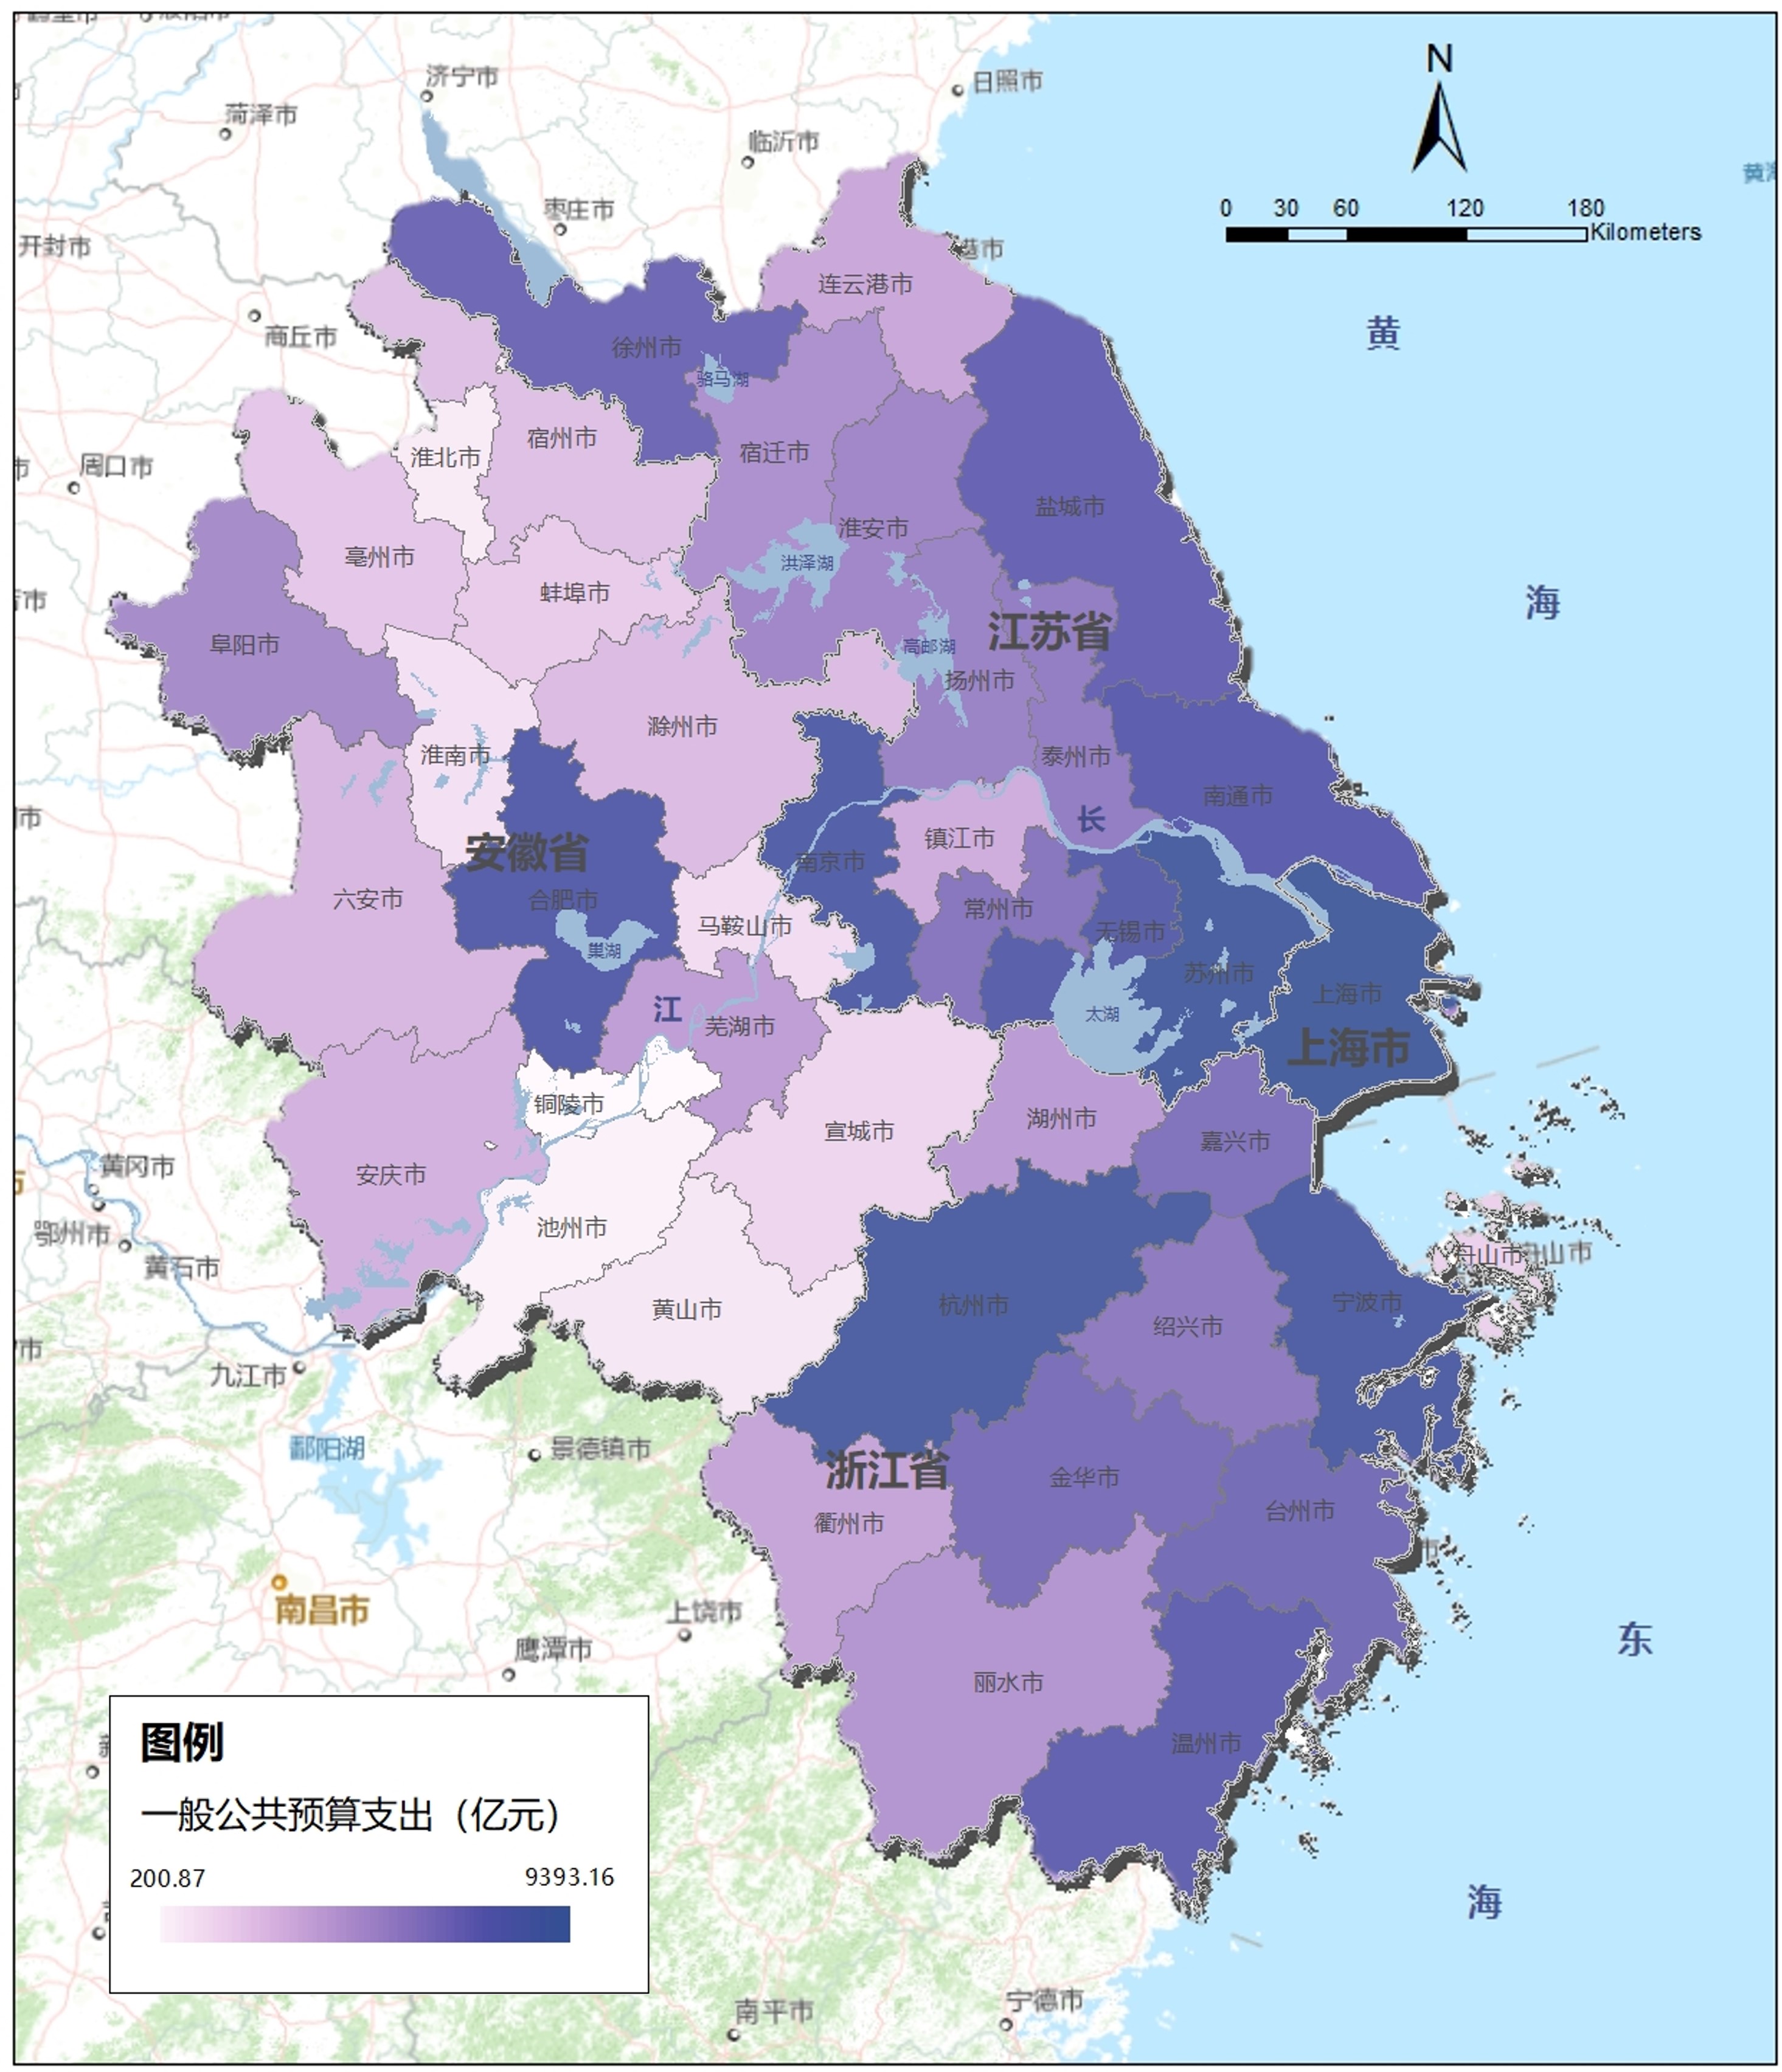 济宁市
日照市
菏泽市
临沂市
枣庄市
开封市
港市
N
0 30 60 120 180
Kilometers
连云港市
商丘市
徐州市
黄
骆马湖
宿州市
淮北市
宿迁市
周口市
盐城市
淮安市
亳州市
洪泽湖
蚌埠市
海
阜阳市
江苏省
高邮湖
扬州市
滁州市
淮南市
泰州市
南通市
长
镇江市
安徽省
南京市
六安市
合肥市
常州市
马鞍山市
无锡市
巢湖
苏州市
上海市
江
芜湖市
太湖
上海市
铜陵市
湖州市
宣城市
嘉兴市
黄冈市
安庆市
池州市
鄂州市
舟山市
舟山市
黄石市
黄山市
杭州市
宁波市
绍兴市
九江市
鄱阳湖
景德镇市
浙江省
金华市
台州市
衢州市
南昌市
上饶市
东
鹰潭市
丽水市
温州市
海
图例
一般公共预算支出（亿元）
200.87 9393.16
南平市
宁德市